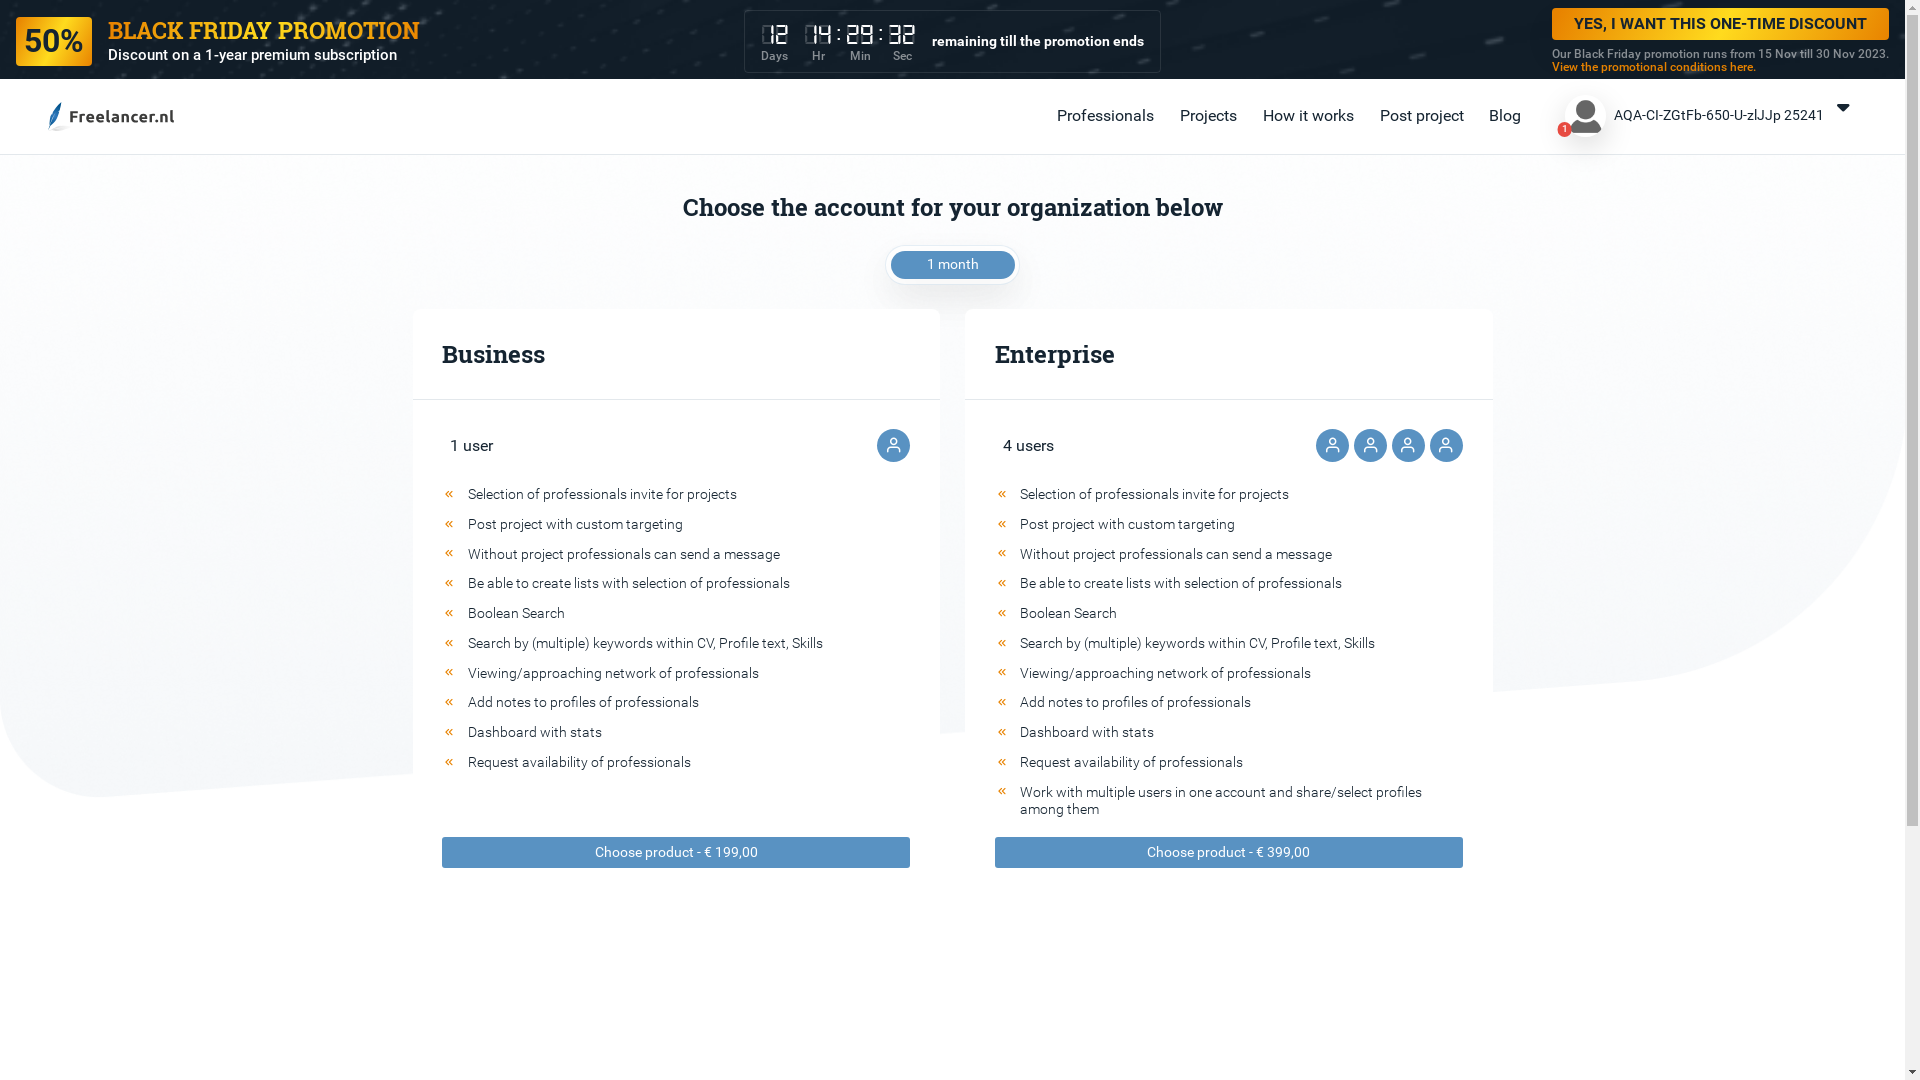 50%
BLACK FRIDAY PROMOTION
Discount on a 1-year premium subscription
12 14 : 29 : 32
Days Hr Min Sec
remaining till the promotion ends
YES, I WANT THIS ONE-TIME DISCOUNT
Our Black Friday promotion runs from 15 Nov till 30 Nov 2023.
View the promotional conditions here.
Freelancer.nl
Professionals
Projects
How it works
Post project
Blog
1
AQA-CI-ZGtFb-650-U-zlJJp 25241
Choose the account for your organization below
1 month
Business
1 user
« Selection of professionals invite for projects
« Post project with custom targeting
« Without project professionals can send a message
« Be able to create lists with selection of professionals
« Boolean Search
« Search by (multiple) keywords within CV, Profile text, Skills
« Viewing/approaching network of professionals
« Add notes to profiles of professionals
« Dashboard with stats
« Request availability of professionals
Choose product - € 199,00
Enterprise
4 users
« Selection of professionals invite for projects
« Post project with custom targeting
« Without project professionals can send a message
« Be able to create lists with selection of professionals
« Boolean Search
« Search by (multiple) keywords within CV, Profile text, Skills
« Viewing/approaching network of professionals
« Add notes to profiles of professionals
« Dashboard with stats
« Request availability of professionals
« Work with multiple users in one account and share/select profiles
among them
Choose product - € 399,00